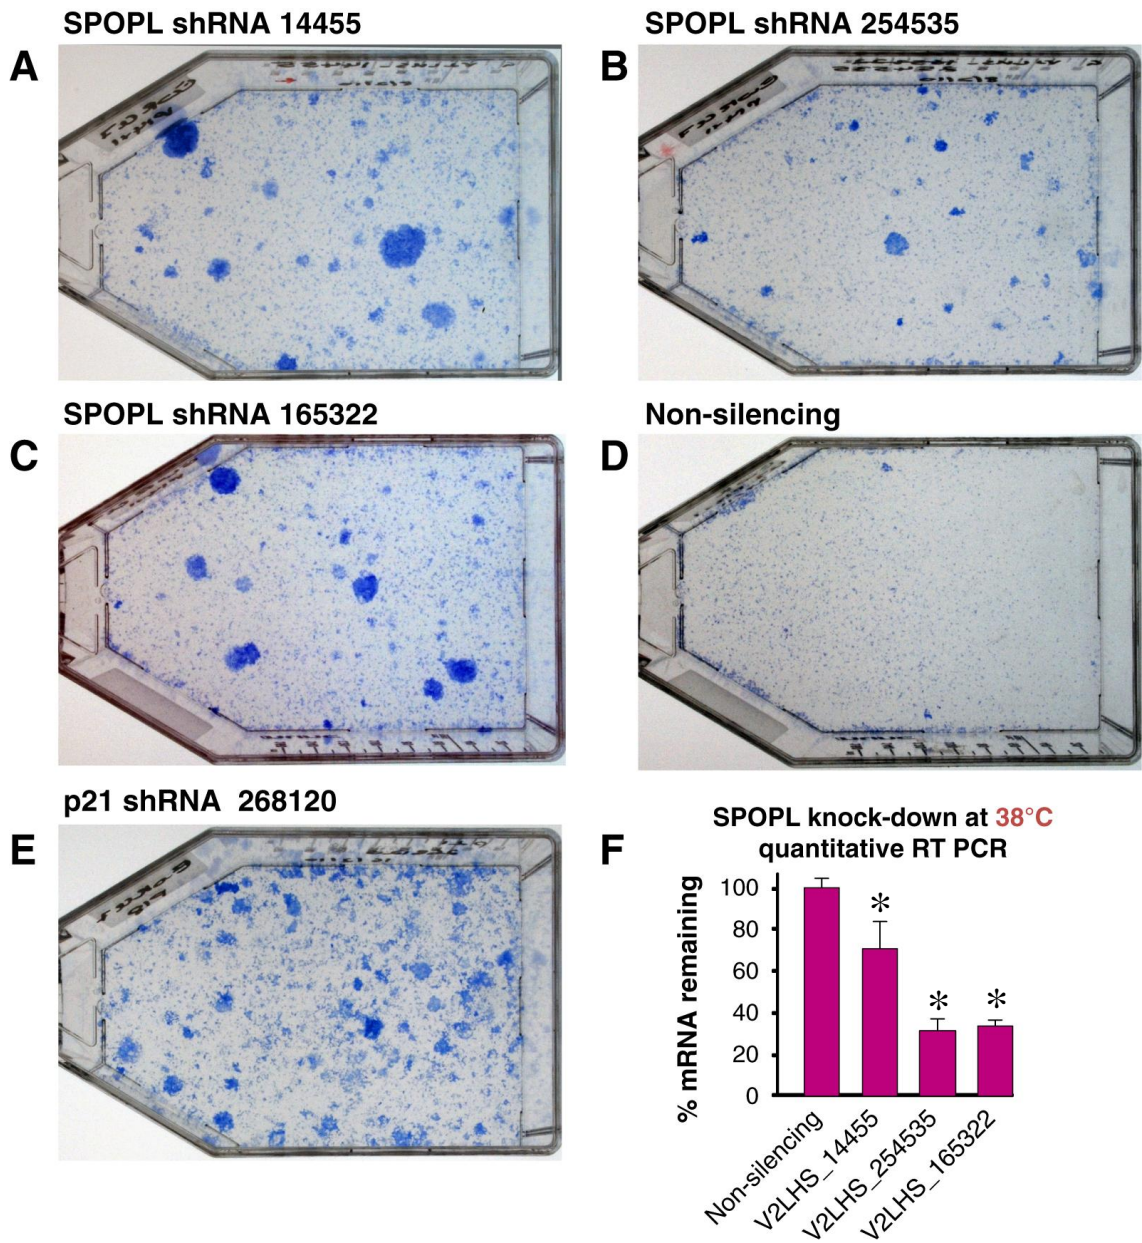 SPOPL shRNA 14455
SPOPL shRNA 254535
A
B
SPOPL shRNA 165322
Non-silencing
C
D
p21 shRNA 268120
E
F
SPOPL knock-down at 38°C
quantitative RT PCR
% mRNA remaining
100
80
60
40
20
0
*
*
*
Non-silencing
V2LHS_14455
V2LHS_254535
V2LHS_165322